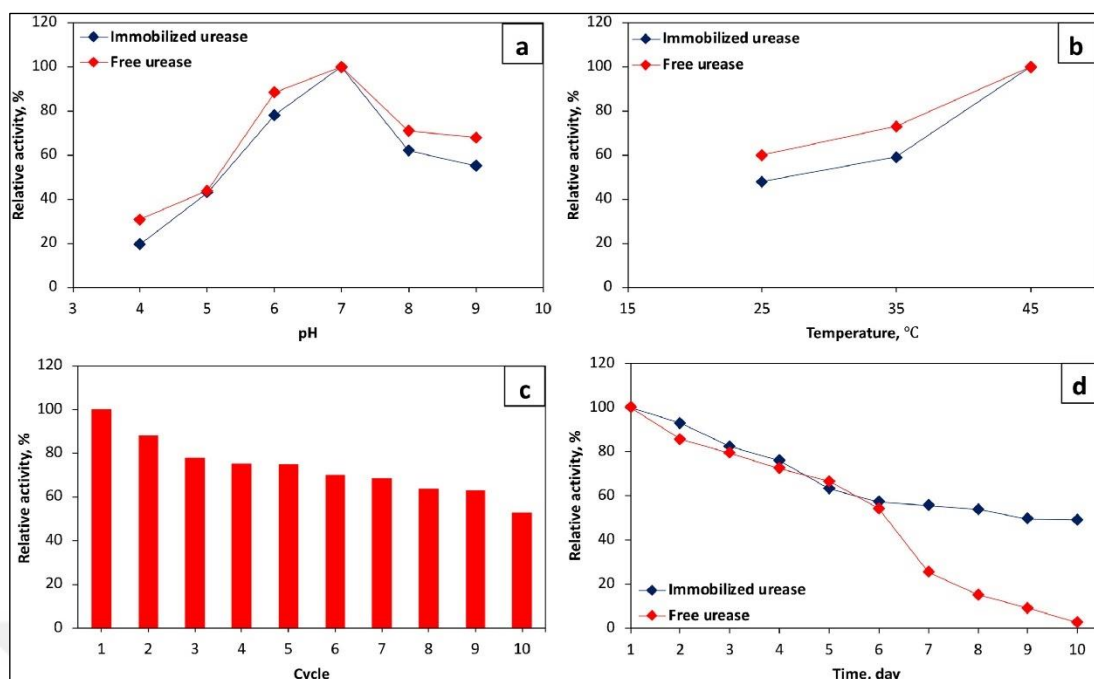 a
Immobilized urease
Free urease
Relative activity, %
120
100
80
60
40
20
0
3 4 5 6 7 8 9 10
pH
b
Immobilized urease
Free urease
Relative activity, %
120
100
80
60
40
20
0
15 25 35 45
Temperature, °C
c
Relative activity, %
120
100
80
60
40
20
0
1 2 3 4 5 6 7 8 9 10
Cycle
d
Relative activity, %
120
100
80
60
40
20
0
Immobilized urease
Free urease
1 2 3 4 5 6 7 8 9 10
Time, day